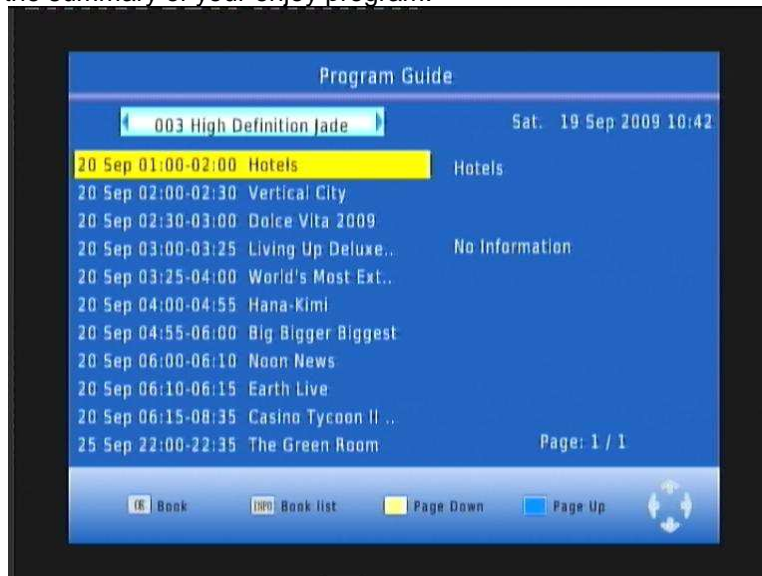 the summary of your enjoy program.
Program Guide
003 High Definition Jade
Sat. 19 Sep 2009 10:42
20 Sep 01:00-02:00 Hotels
20 Sep 02:00-02:30 Vertical City
20 Sep 02:30-03:00 Dolce Vita 2009
20 Sep 03:00-03:25 Living Up Deluxe..
20 Sep 03:25-04:00 World's Most Ext..
20 Sep 04:00-04:55 Hana-Kimi
20 Sep 04:55-06:00 Big Bigger Biggest
20 Sep 06:00-06:10 Noon News
20 Sep 06:10-06:15 Earth Live
20 Sep 06:15-08:35 Casino Tycoon II ..
25 Sep 22:00-22:35 The Green Room
Hotels
No Information
Page: 1 / 1
OK Book INFO Book list Page Down Page Up